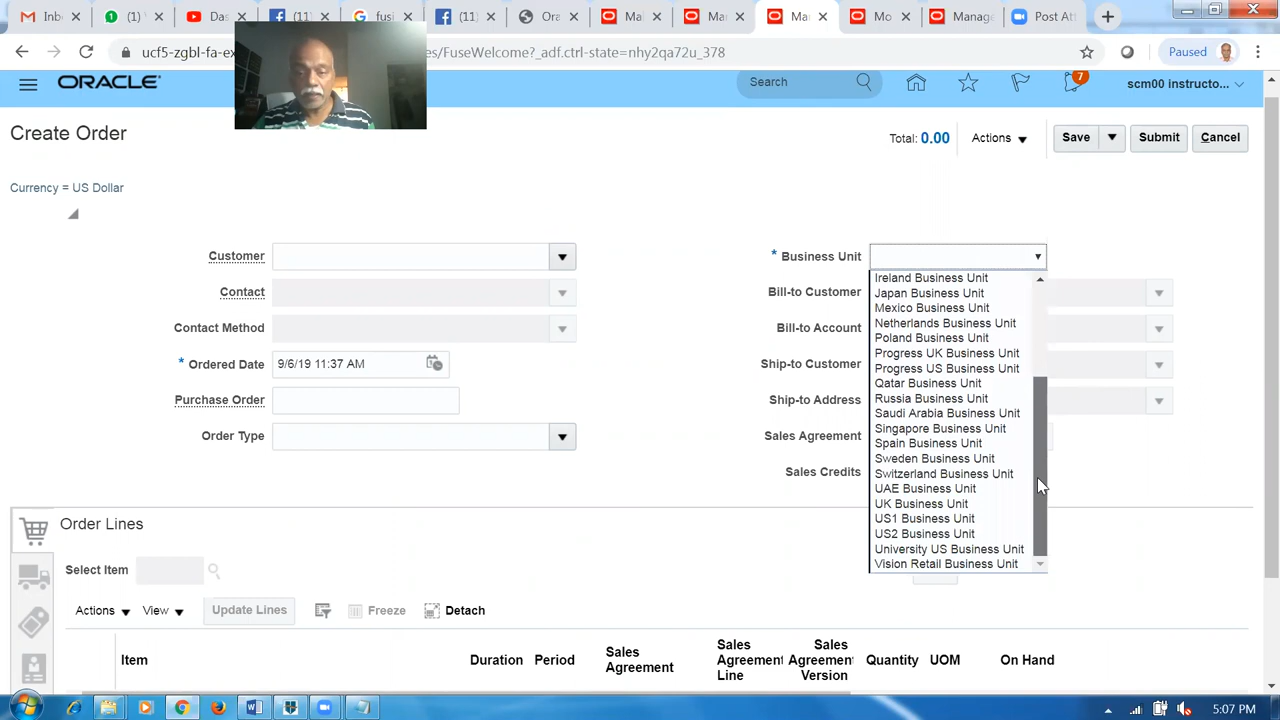 Inb
(1)
(11
fusi
Ora
(11
Ma
Ma
Ma
Mo
Manage
Post Att
ucf5-zgbl-fa-ex
es/FuseWelcome?_adf.ctrl-state=nhy2qa72u_378
Paused
ORACLE
Search
7
scm00 instructo...
Create Order
Total: 0.00
Actions
Save
Submit
Cancel
Currency = US Dollar
Customer
* Business Unit
Contact
Bill-to Customer
Contact Method
Bill-to Account
* Ordered Date
9/6/19 11:37 AM
Ship-to Customer
Purchase Order
Ship-to Address
Order Type
Sales Agreement
Sales Credits
Ireland Business Unit
Japan Business Unit
Mexico Business Unit
Netherlands Business Unit
Poland Business Unit
Progress UK Business Unit
Progress US Business Unit
Qatar Business Unit
Russia Business Unit
Saudi Arabia Business Unit
Singapore Business Unit
Spain Business Unit
Sweden Business Unit
Switzerland Business Unit
UAE Business Unit
UK Business Unit
US1 Business Unit
US2 Business Unit
University US Business Unit
Vision Retail Business Unit
Order Lines
Select Item
Actions
View
Update Lines
Freeze
Detach
Item
Duration
Period
Sales Agreement
Sales Agreement Line
Sales Agreement Version
Quantity
UOM
On Hand
5:07 PM